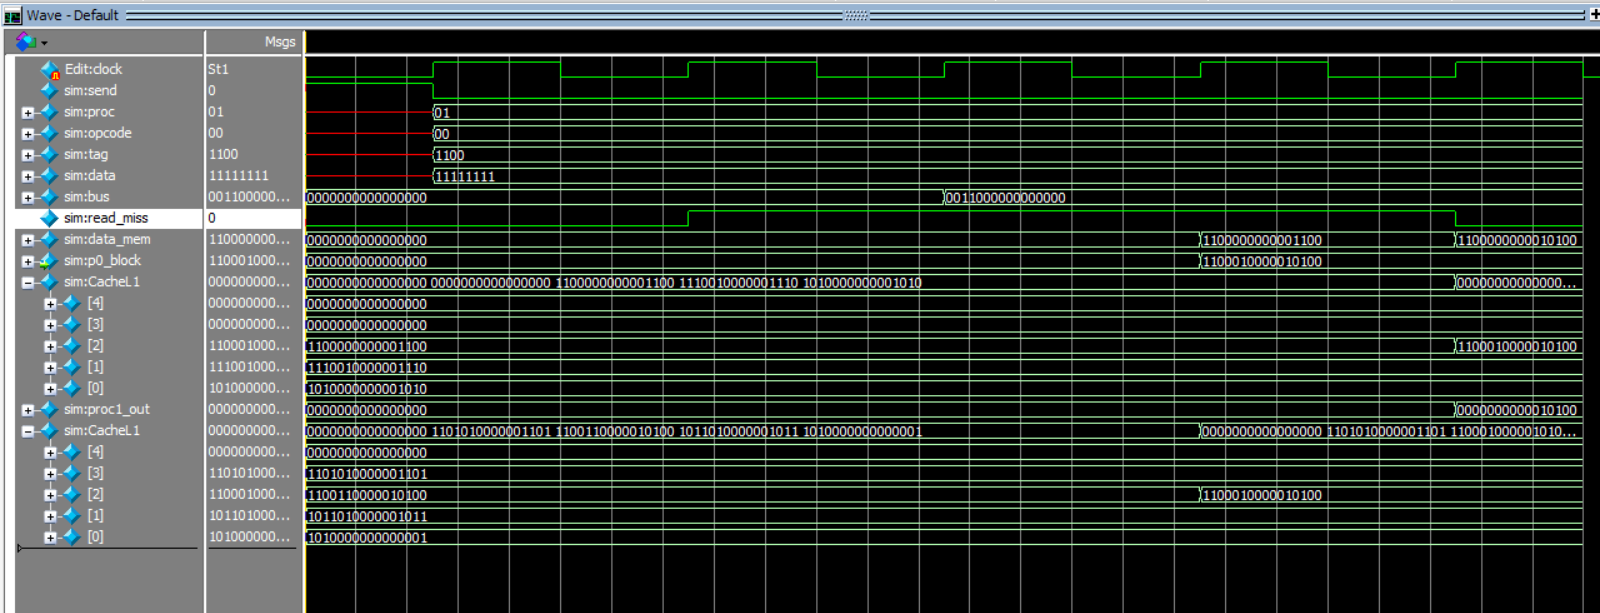 Wave - Default
Msgs
Edit:clock St1
sim:send 0
sim:proc 01 01
sim:opcode 00 00
sim:tag 1100 1100
sim:data 11111111 11111111
sim:bus 001100000... 0000000000000000 0011000000000000
sim:read_miss 0
sim:data_mem 110000000... 0000000000000000 1100000000001100 1100000000010100
sim:p0_block 110001000... 0000000000000000 1100010000010100
sim:CacheL1 000000000... 0000000000000000 0000000000000000 1100000000001100 1110010000001110 1010000000001010 00000000000000...
[4] 000000000... 0000000000000000
[3] 000000000... 0000000000000000
[2] 110001000... 1100000000001100 1100010000010100
[1] 111001000... 1110010000001110
[0] 101000000... 1010000000001010
sim:proc1_out 000000000... 0000000000000000 0000000000010100
sim:CacheL1 000000000... 0000000000000000 1101010000001101 1100110000010100 1011010000001011 1010000000000001 0000000000000000 1101010000001101 110001000001010...
[4] 000000000... 0000000000000000
[3] 110101000... 1101010000001101
[2] 110001000... 1100110000010100 1100010000010100
[1] 101101000... 1011010000001011
[0] 101000000... 1010000000000001